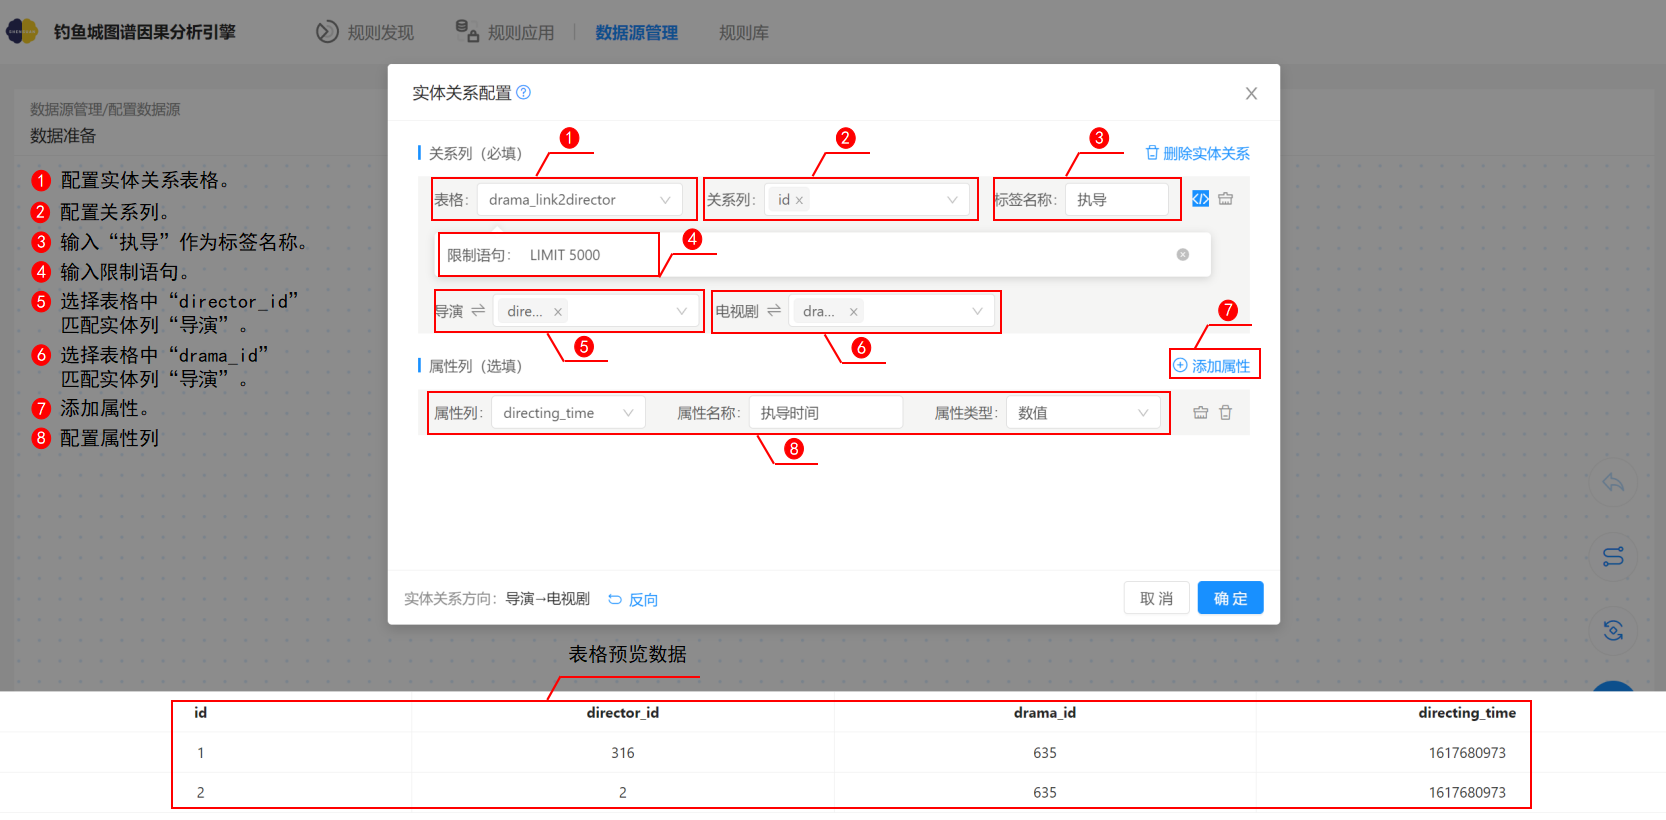 钓鱼城图谱因果分析引擎
规则发现
规则应用
数据源管理
规则库
数据源管理/配置数据源
数据准备
1 配置实体关系表格。
2 配置关系列。
3 输入“执导”作为标签名称。
4 输入限制语句。
5 选择表格中“director_id”
匹配实体列“导演”。
6 选择表格中“drama_id”
匹配实体列“导演”。
7 添加属性。
8 配置属性列
实体关系配置
1
2
3
关系列（必填）
删除实体关系
表格: drama_link2director
关系列: id ×
标签名称: 执导
4
限制语句: LIMIT 5000
导演 ⇌ dire... ×
电视剧 ⇌ dra... ×
7
5
6
属性列（选填）
添加属性
属性列: directing_time
属性名称: 执导时间
属性类型: 数值
8
实体关系方向: 导演→电视剧
反向
取 消
确 定
表格预览数据
id director_id drama_id directing_time
1 316 635 1617680973
2 2 635 1617680973